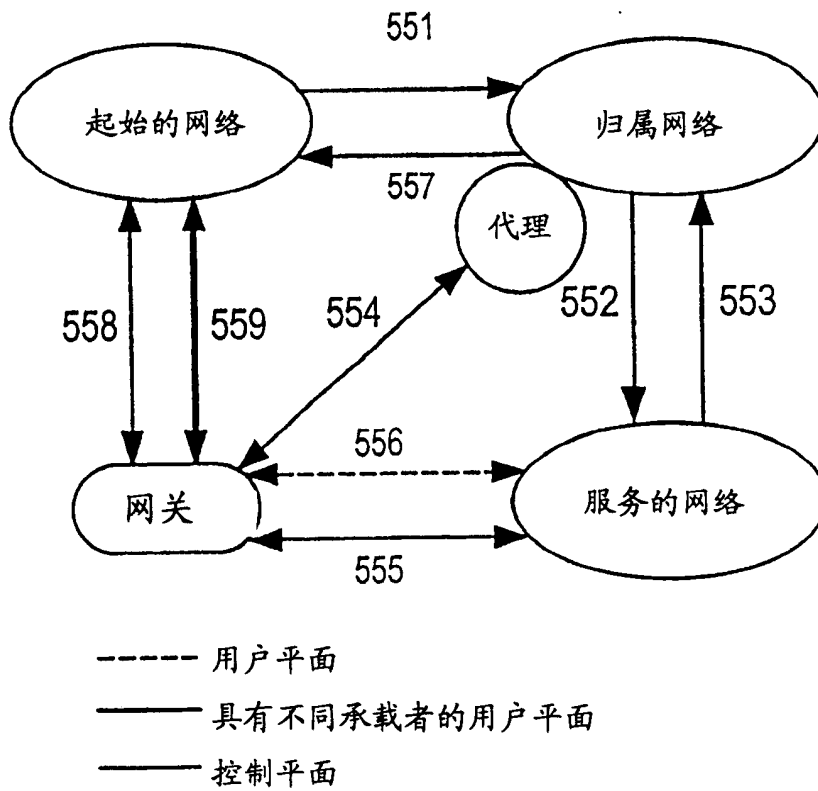 551
起始的网络
归属网络
557
代理
558
559
554
552
553
556
网关
服务的网络
555
用户平面
具有不同承载者的用户平面
控制平面